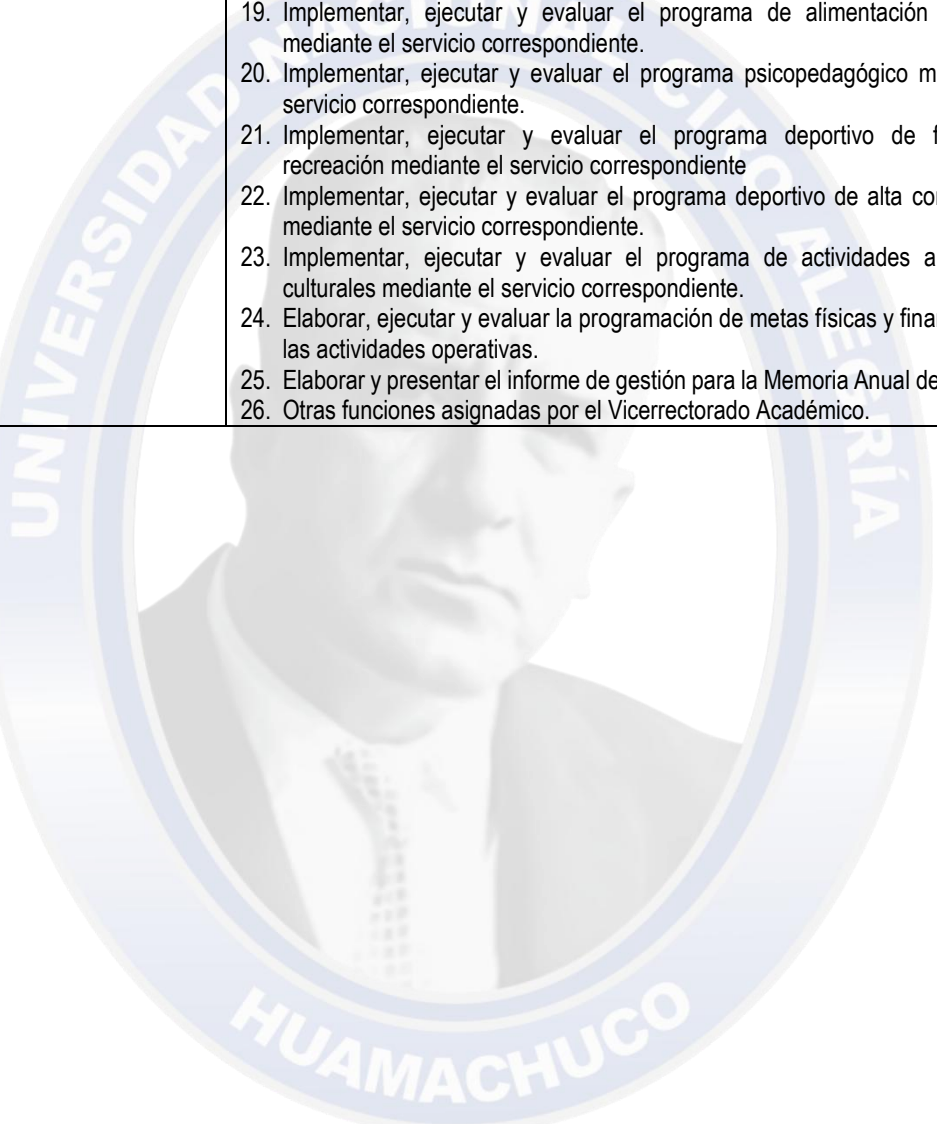 19. Implementar, ejecutar y evaluar el programa de alimentación
mediante el servicio correspondiente.
20. Implementar, ejecutar y evaluar el programa psicopedagógico m
servicio correspondiente.
21. Implementar, ejecutar y evaluar el programa deportivo de f
recreación mediante el servicio correspondiente
22. Implementar, ejecutar y evaluar el programa deportivo de alta co
mediante el servicio correspondiente.
23. Implementar, ejecutar y evaluar el programa de actividades a
culturales mediante el servicio correspondiente.
24. Elaborar, ejecutar y evaluar la programación de metas físicas y fina
las actividades operativas.
25. Elaborar y presentar el informe de gestión para la Memoria Anual de
26. Otras funciones asignadas por el Vicerrectorado Académico.
UNIVERSIDAD NACIONAL CIRO ALEGRÍA
HUAMACHUCO